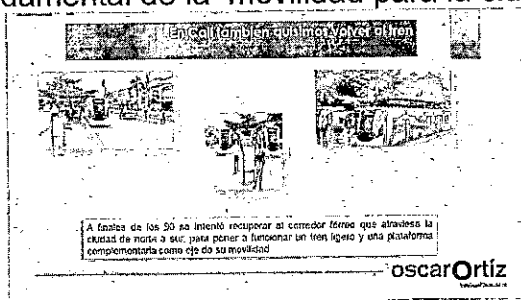 damental de la movilidad para la
En Cali también quisimos volver al tren
A finales de los 90 se intentó recuperar el corredor férreo que atraviesa la
ciudad de norte a sur, para poner a funcionar un tren ligero y una plataforma
complementaria como eje de su movilidad
oscarOrtíz